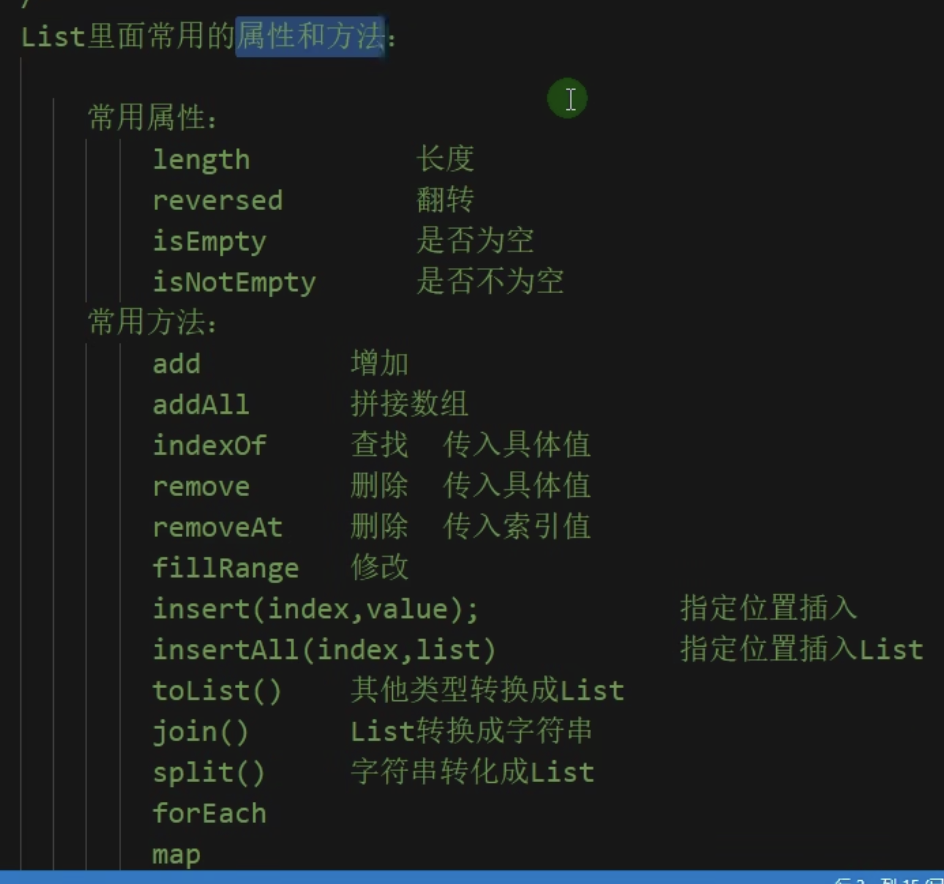 List里面常用的属性和方法:
常用属性:
length 长度
reversed 翻转
isEmpty 是否为空
isNotEmpty 是否不为空
常用方法:
add 增加
addAll 拼接数组
indexOf 查找 传入具体值
remove 删除 传入具体值
removeAt 删除 传入索引值
fillRange 修改
insert(index,value); 指定位置插入
insertAll(index,list) 指定位置插入List
toList() 其他类型转换成List
join() List转换成字符串
split() 字符串转化成List
forEach
map